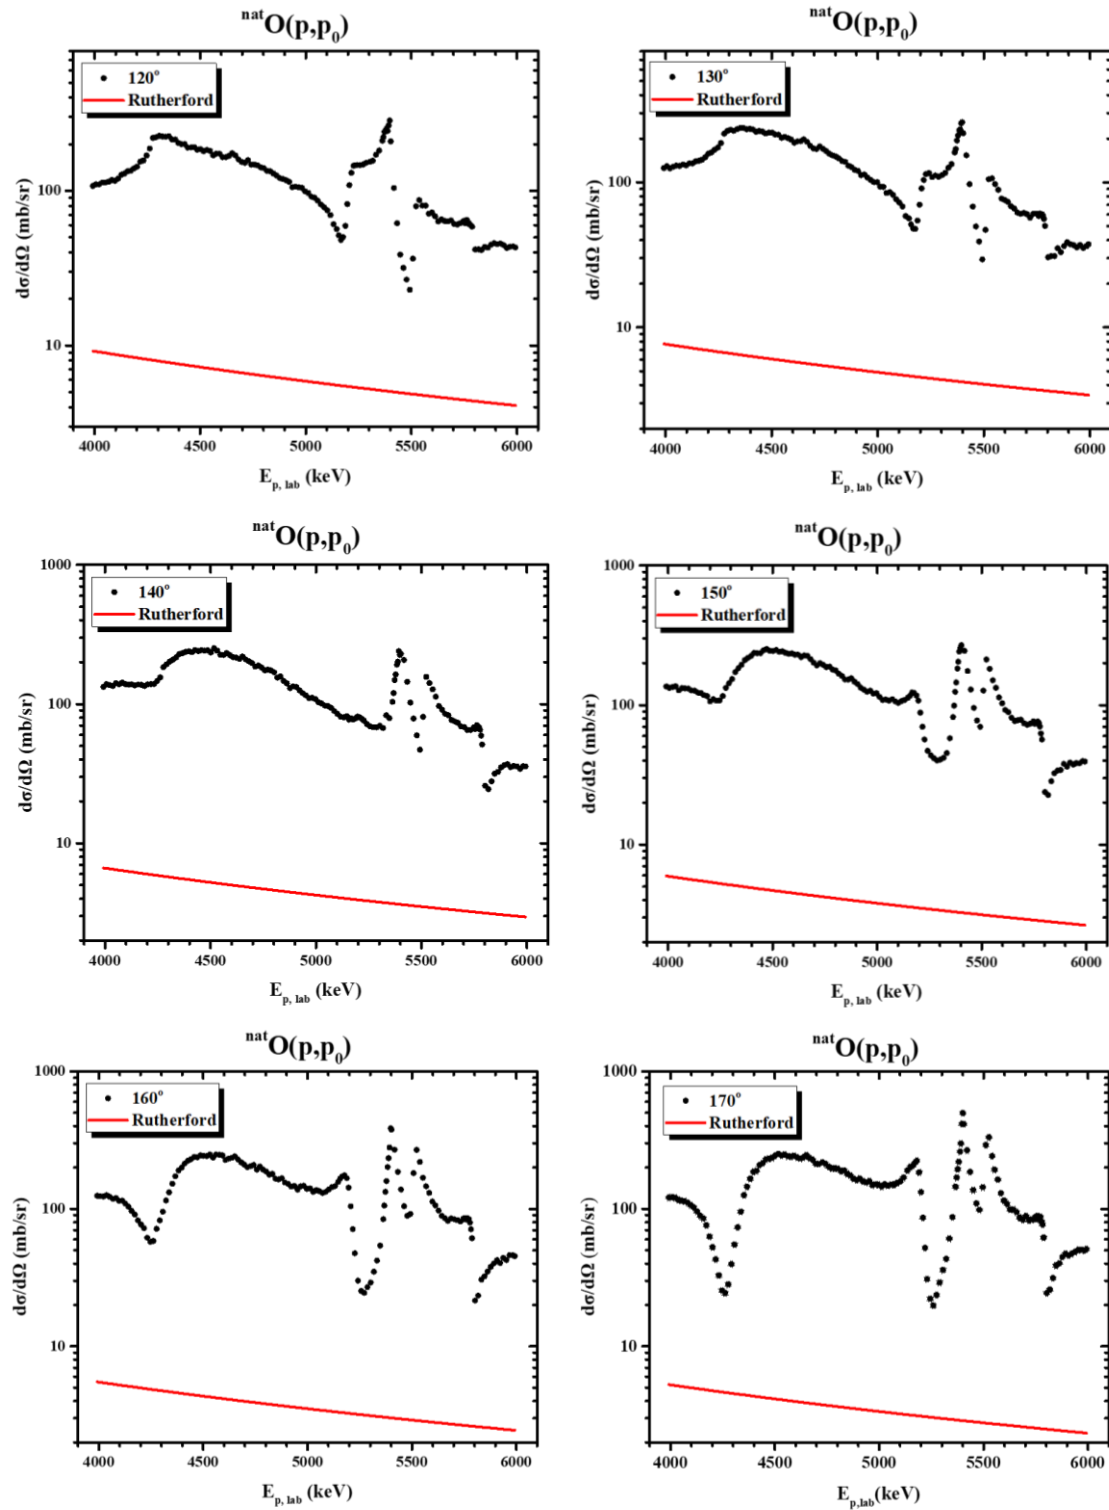 natO(p,p0)
120°
Rutherford
100
10
dσ/dΩ (mb/sr)
4000 4500 5000 5500 6000
Ep, lab (keV)
natO(p,p0)
130°
Rutherford
100
10
dσ/dΩ (mb/sr)
4000 4500 5000 5500 6000
Ep, lab (keV)
natO(p,p0)
1000
140°
Rutherford
100
10
dσ/dΩ (mb/sr)
4000 4500 5000 5500 6000
Ep, lab (keV)
natO(p,p0)
1000
150°
Rutherford
100
10
dσ/dΩ (mb/sr)
4000 4500 5000 5500 6000
Ep, lab (keV)
natO(p,p0)
1000
160°
Rutherford
100
10
dσ/dΩ (mb/sr)
4000 4500 5000 5500 6000
Ep, lab (keV)
natO(p,p0)
1000
170°
Rutherford
100
10
dσ/dΩ (mb/sr)
4000 4500 5000 5500 6000
Ep,lab(keV)